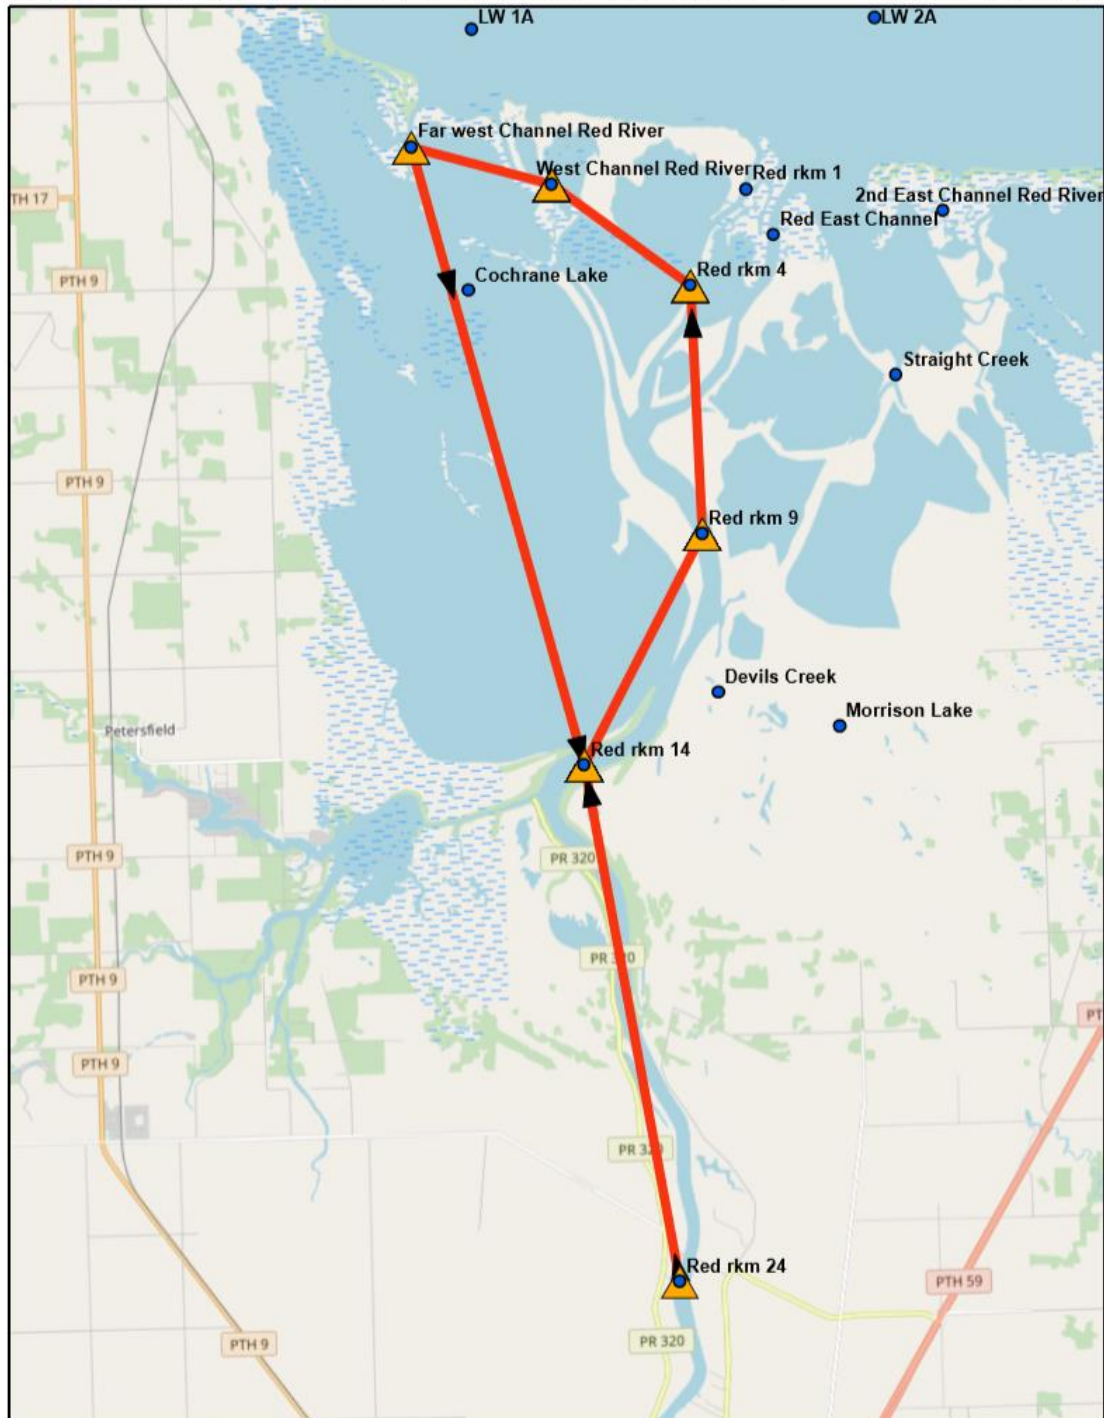 LW 1A
LW 2A
Far west Channel Red River
West Channel Red River
Red rkm 1
2nd East Channel Red River
TH 17
Red East Channel
Red rkm 4
Cochrane Lake
PTH 9
Straight Creek
PTH 9
Red rkm 9
Devils Creek
Morrison Lake
Petersfield
Red rkm 14
PTH 9
PR 320
PR 320
PTH 9
PT
PTH 9
PR 320
Red rkm 24
PTH 59
PTH 9
PR 320